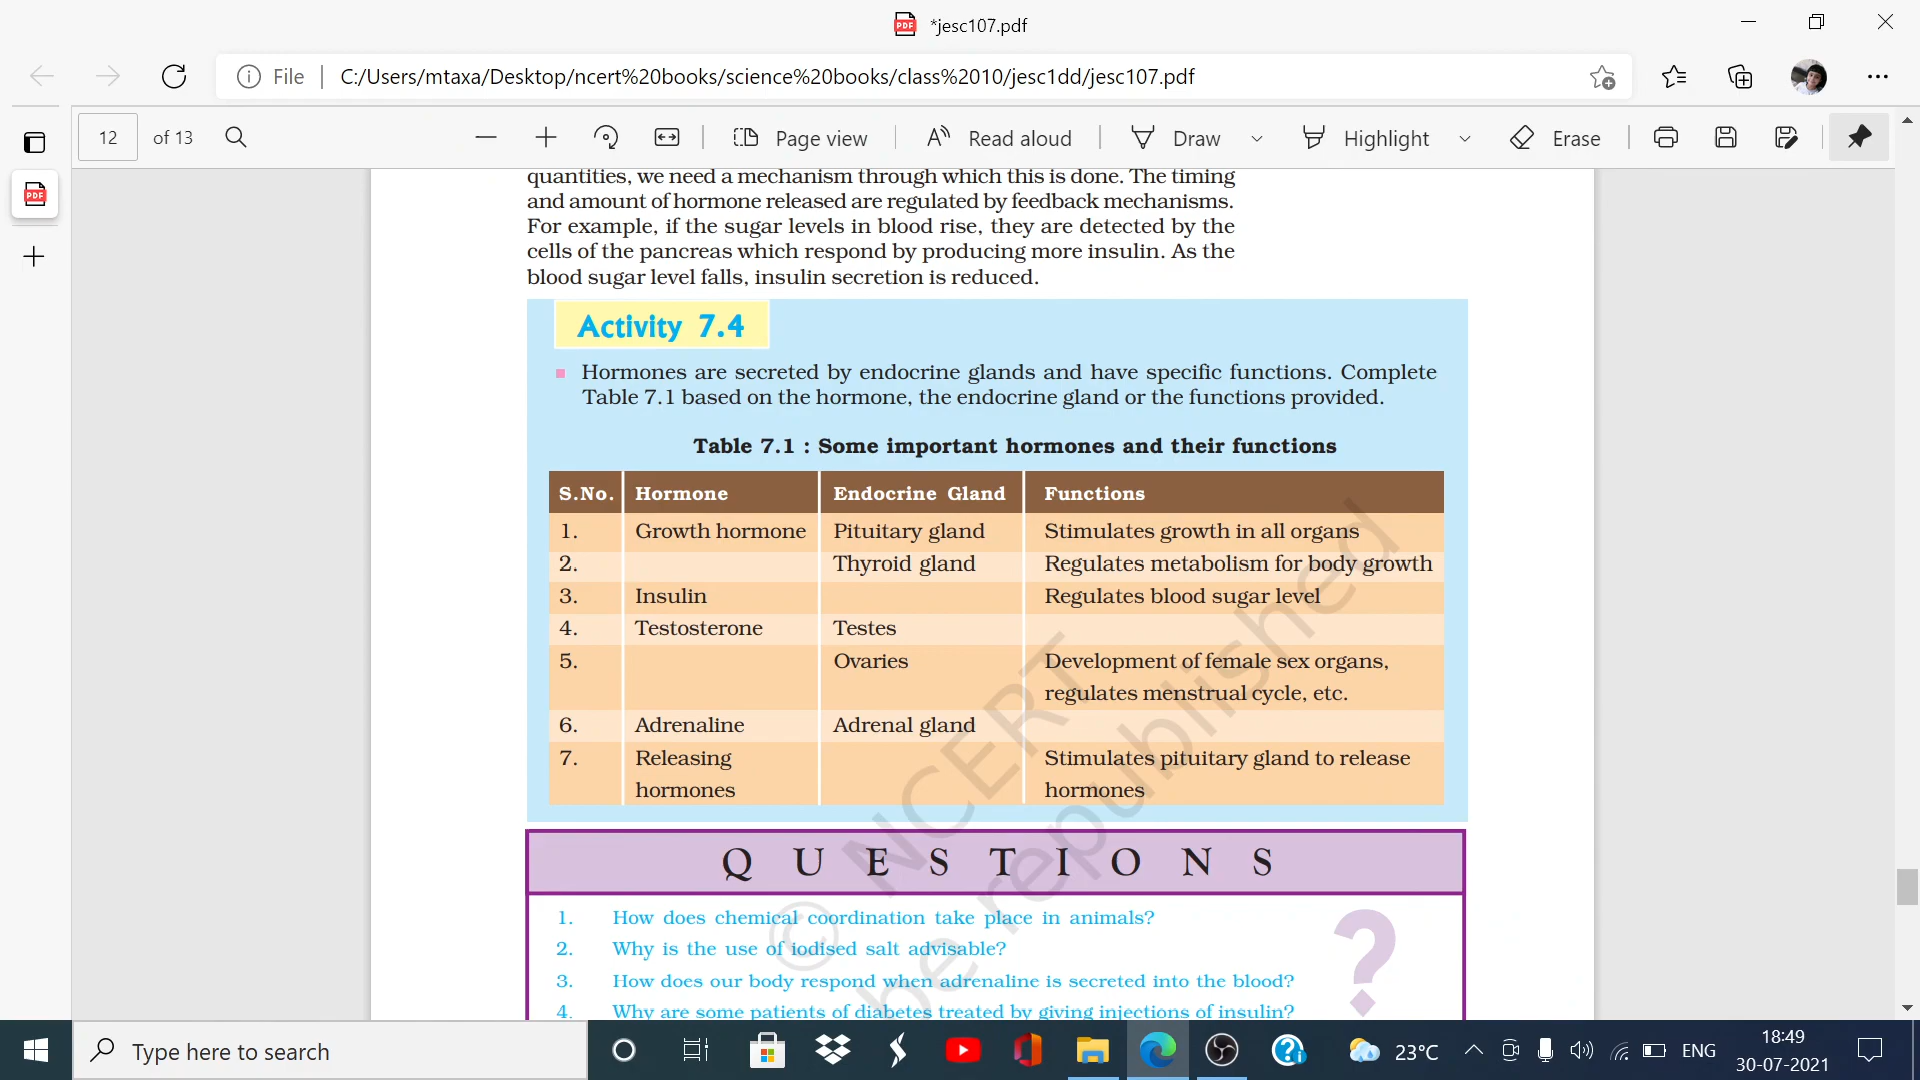 *jesc107.pdf
File
C:/Users/mtaxa/Desktop/ncert%20books/science%20books/class%2010/jesc1dd/jesc107.pdf
12 of 13
Page view
Read aloud
Draw
Highlight
Erase
quantities, we need a mechanism through which this is done. The timing
and amount of hormone released are regulated by feedback mechanisms.
For example, if the sugar levels in blood rise, they are detected by the
cells of the pancreas which respond by producing more insulin. As the
blood sugar level falls, insulin secretion is reduced.
Activity 7.4
Hormones are secreted by endocrine glands and have specific functions. Complete
Table 7.1 based on the hormone, the endocrine gland or the functions provided.
Table 7.1 : Some important hormones and their functions
S.No. Hormone Endocrine Gland Functions
1. Growth hormone Pituitary gland Stimulates growth in all organs
2. Thyroid gland Regulates metabolism for body growth
3. Insulin Regulates blood sugar level
4. Testosterone Testes
5. Ovaries Development of female sex organs,
regulates menstrual cycle, etc.
6. Adrenaline Adrenal gland
7. Releasing Stimulates pituitary gland to release
hormones hormones
© NCERT
be republished
QUESTIONS
1. How does chemical coordination take place in animals?
2. Why is the use of iodised salt advisable?
3. How does our body respond when adrenaline is secreted into the blood?
4. Why are some patients of diabetes treated by giving injections of insulin?
?
Type here to search
23°C
ENG
18:49
30-07-2021